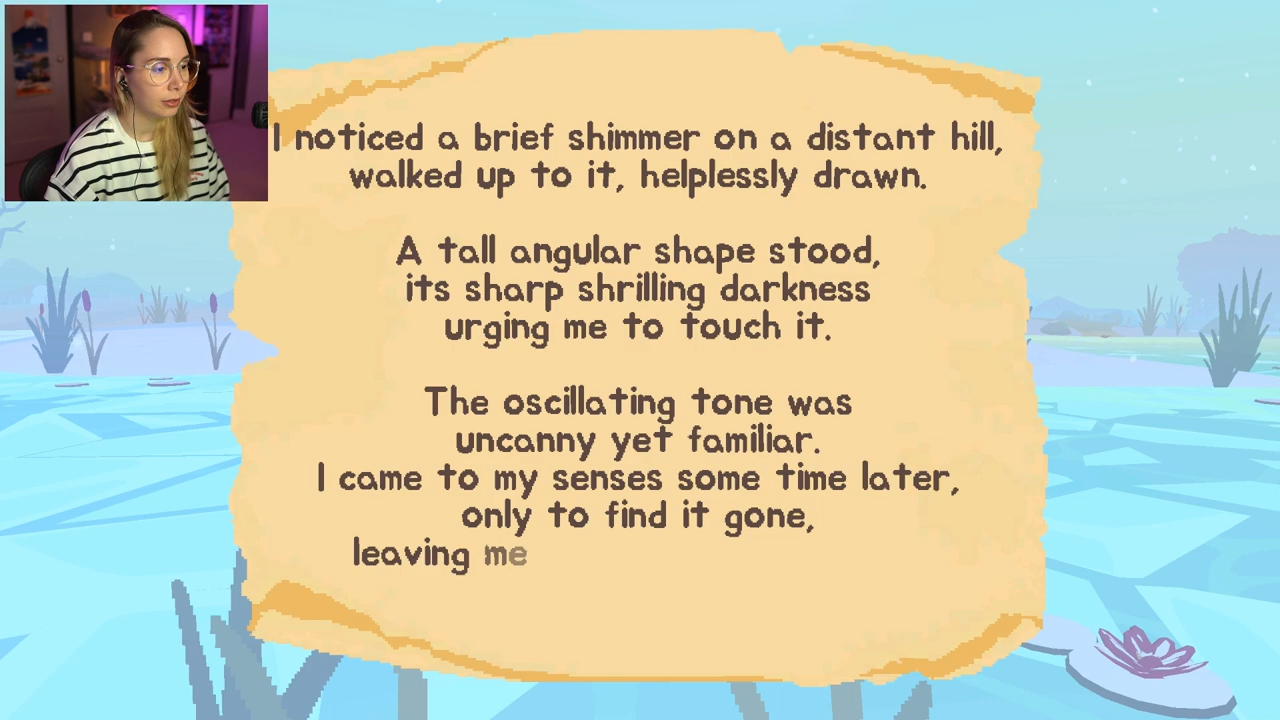 I noticed a brief shimmer on a distant hill,
walked up to it, helplessly drawn.
A tall angular shape stood,
its sharp shrilling darkness
urging me to touch it.
The oscillating tone was
uncanny yet familiar.
I came to my senses some time later,
only to find it gone,
leaving me